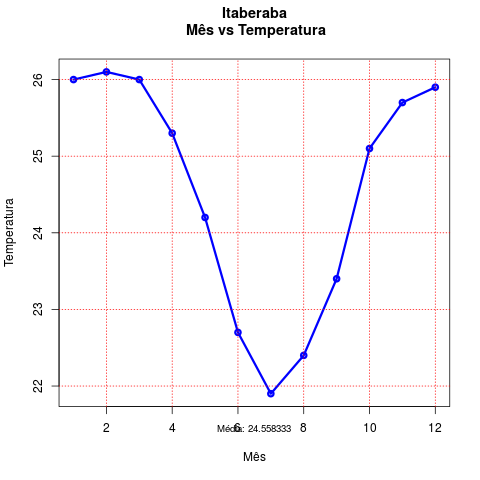 Itaberaba
Mês vs Temperatura
Temperatura
26
25
24
23
22
2 4 6 8 10 12
Média: 24.558333
Mês